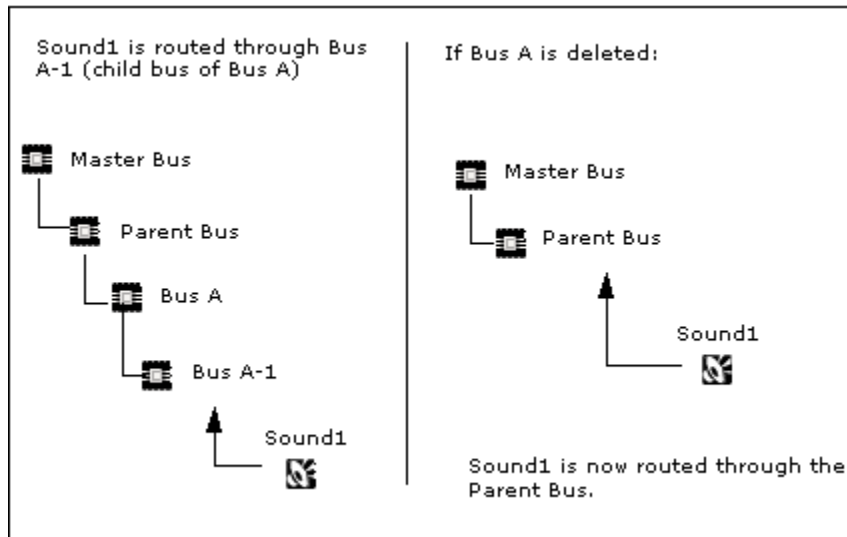 Sound1 is routed through Bus
A-1 (child bus of Bus A)
Master Bus
Parent Bus
Bus A
Bus A-1
Sound1
If Bus A is deleted:
Master Bus
Parent Bus
Sound1
Sound1 is now routed through the
Parent Bus.